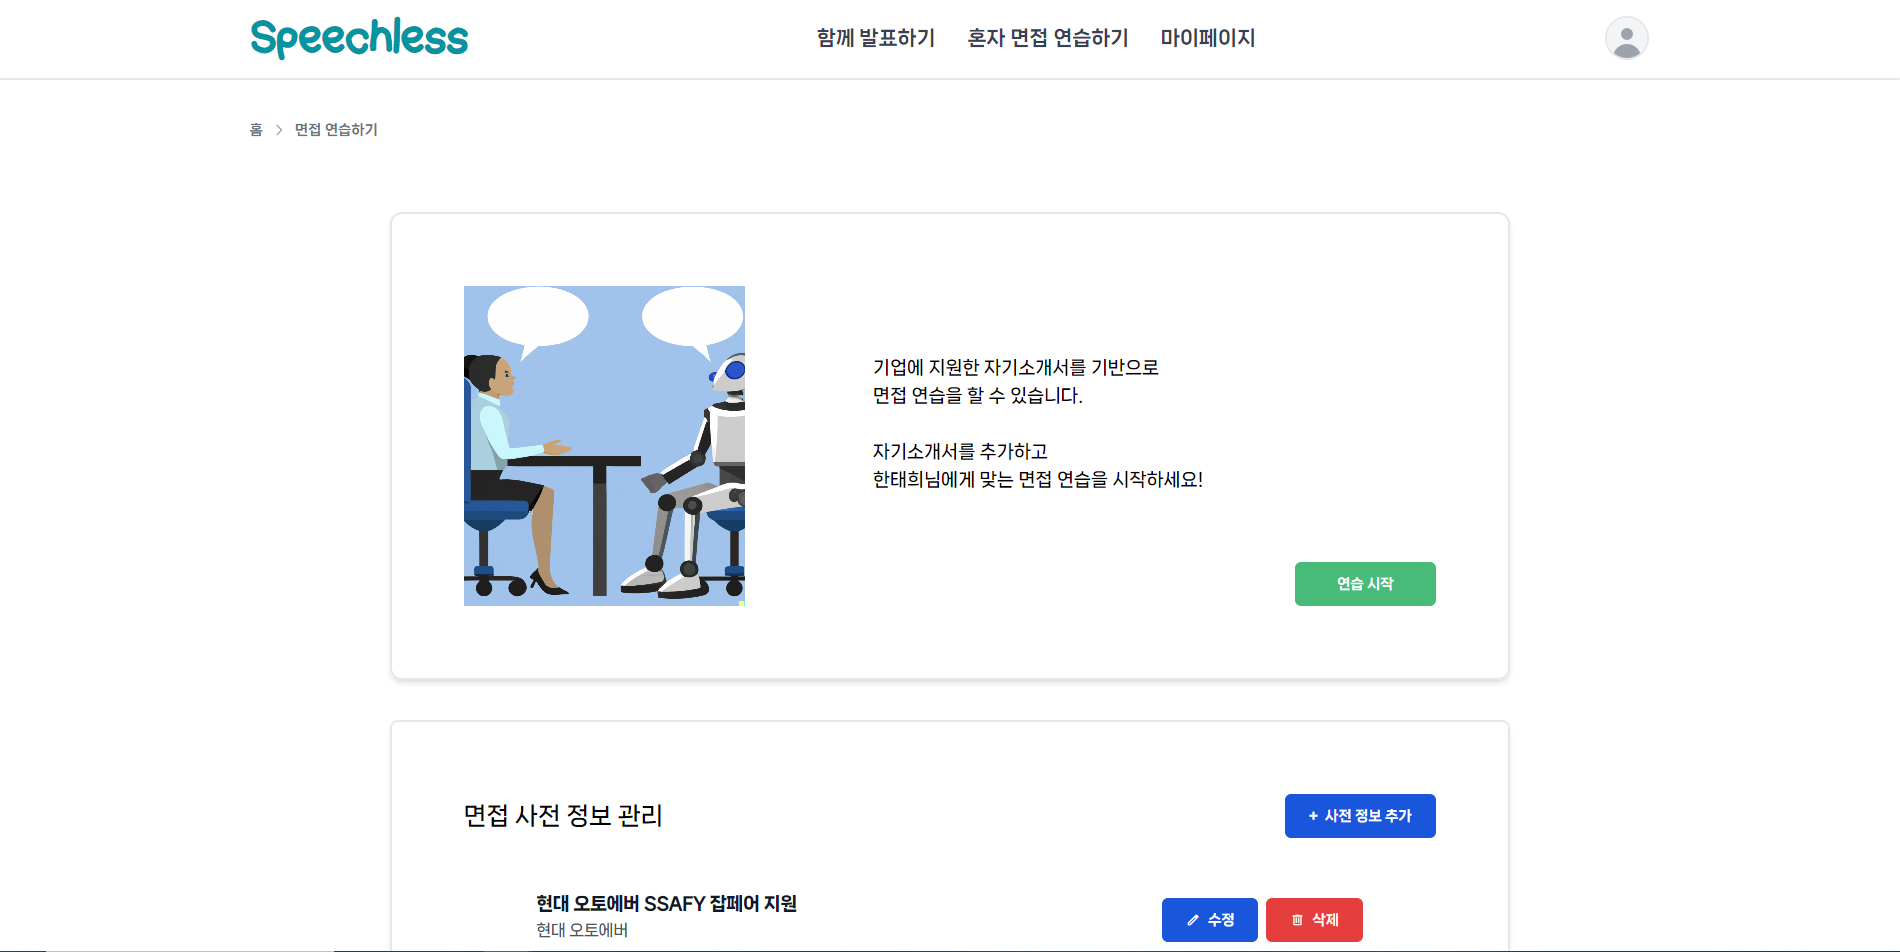 Speechless
함께 발표하기 혼자 면접 연습하기 마이페이지
홈 > 면접 연습하기
기업에 지원한 자기소개서를 기반으로
면접 연습을 할 수 있습니다.
자기소개서를 추가하고
한태희님에게 맞는 면접 연습을 시작하세요!
연습 시작
면접 사전 정보 관리
+ 사전 정보 추가
현대 오토에버 SSAFY 잡페어 지원
현대 오토에버
수정
삭제